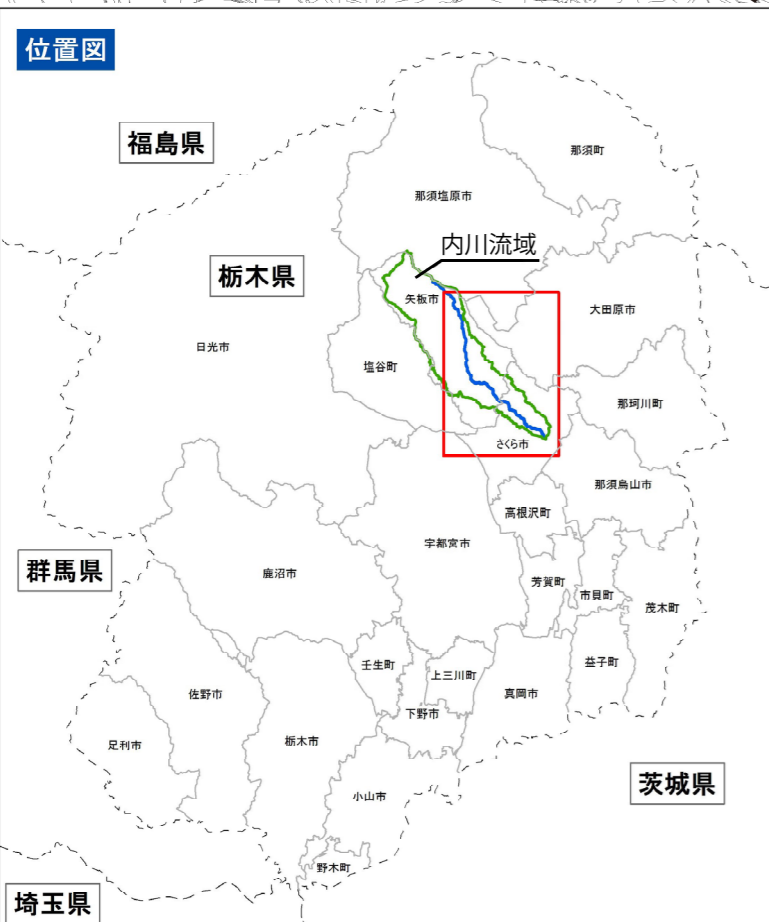 位置図
福島県
那須町
那須塩原市
内川流域
栃木県
矢板市
大田原市
日光市
塩谷町
那珂川町
さくら市
那須烏山市
高根沢町
宇都宮市
群馬県
鹿沼市
芳賀町
市貝町
茂木町
壬生町
上三川町
益子町
佐野市
真岡市
下野市
足利市
栃木市
茨城県
小山市
野木町
埼玉県